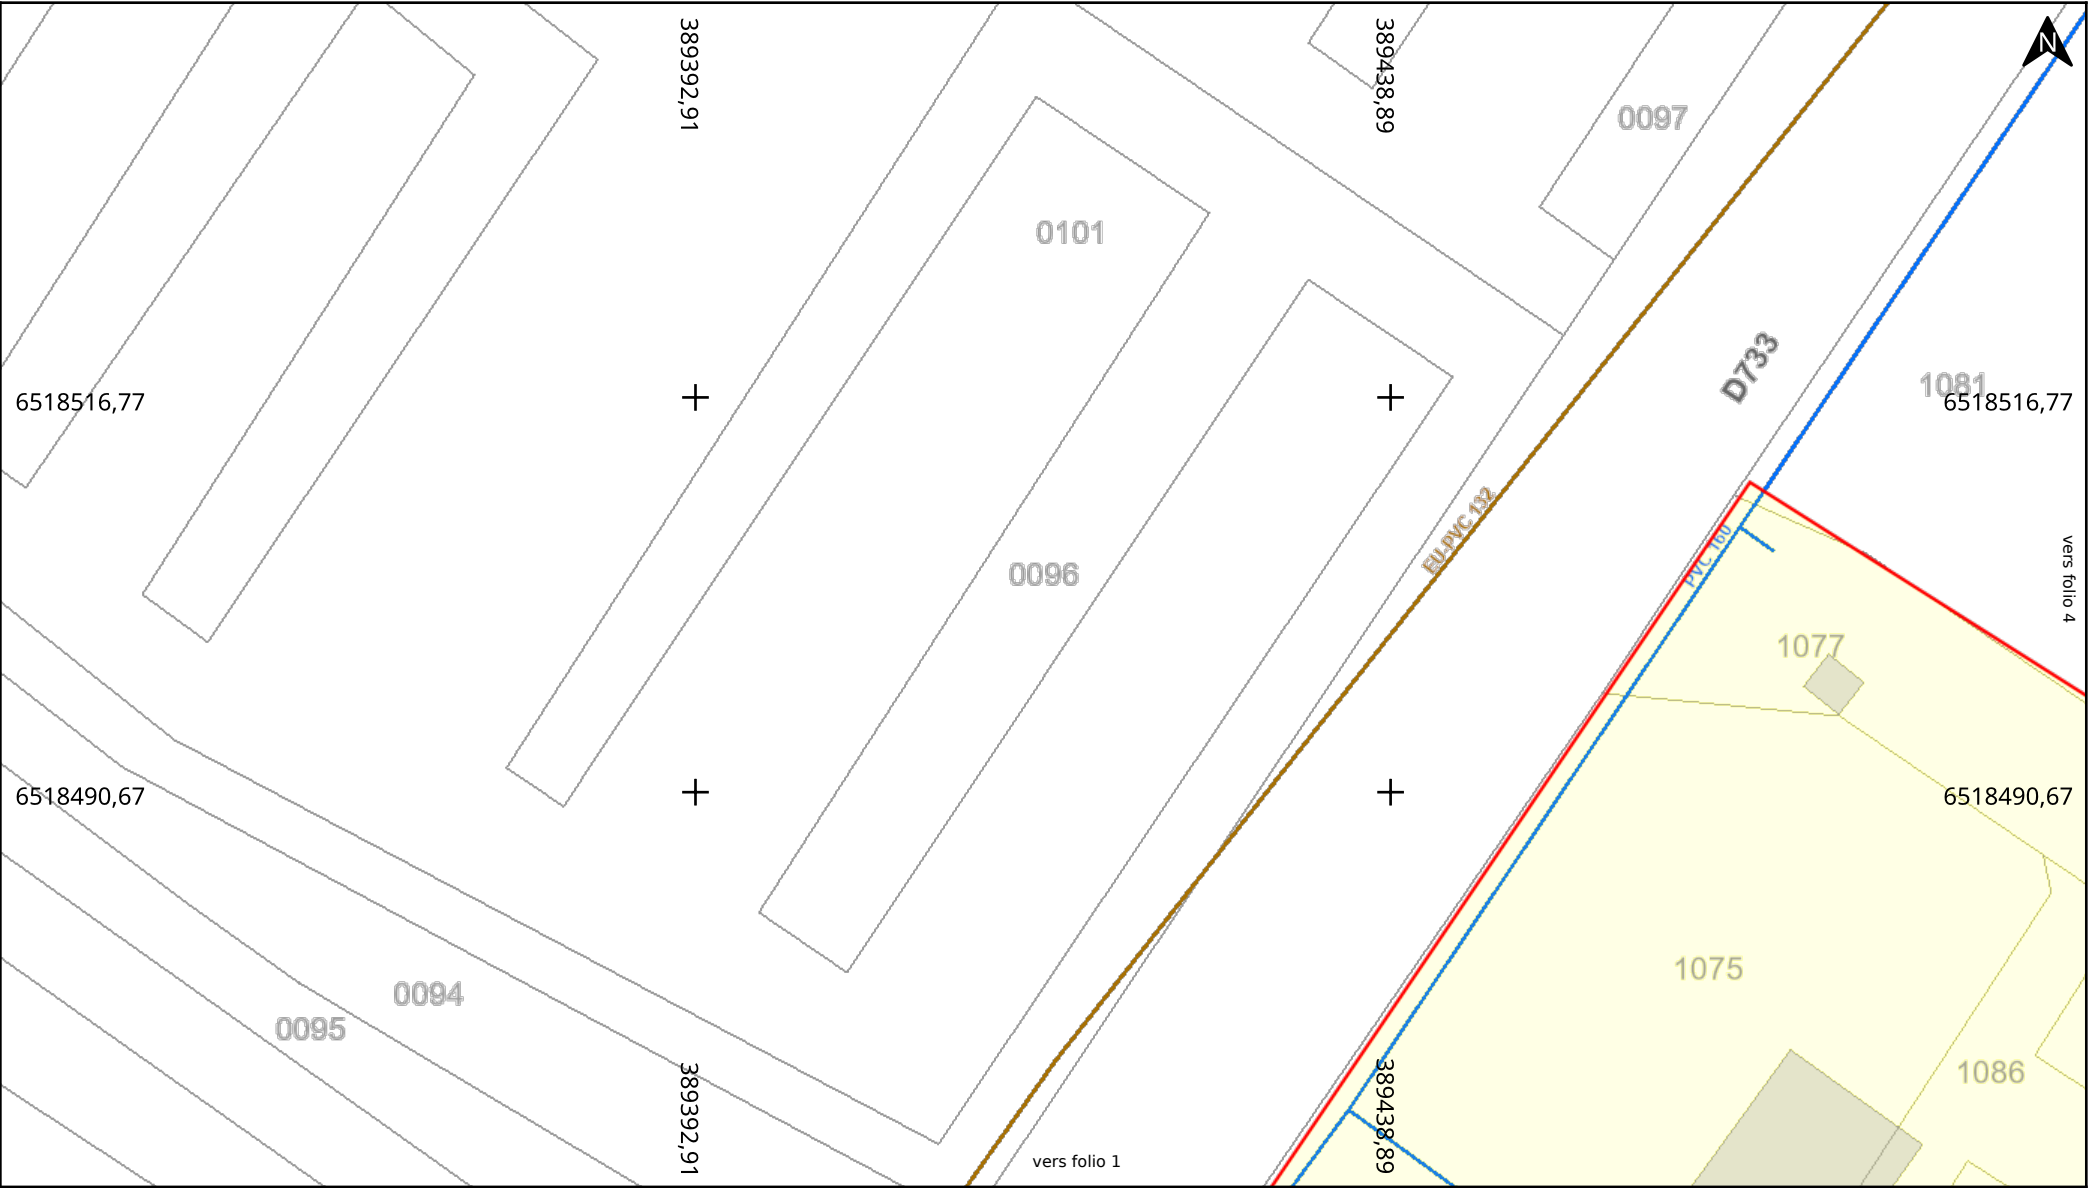 389392,91
389438,89
N
0097
0101
D733
1081
6518516,77
6518516,77
EU-PVC 132
PVC 160
vers folio 4
0096
1077
6518490,67
6518490,67
1075
0094
0095
1086
389392,91
389438,89
vers folio 1